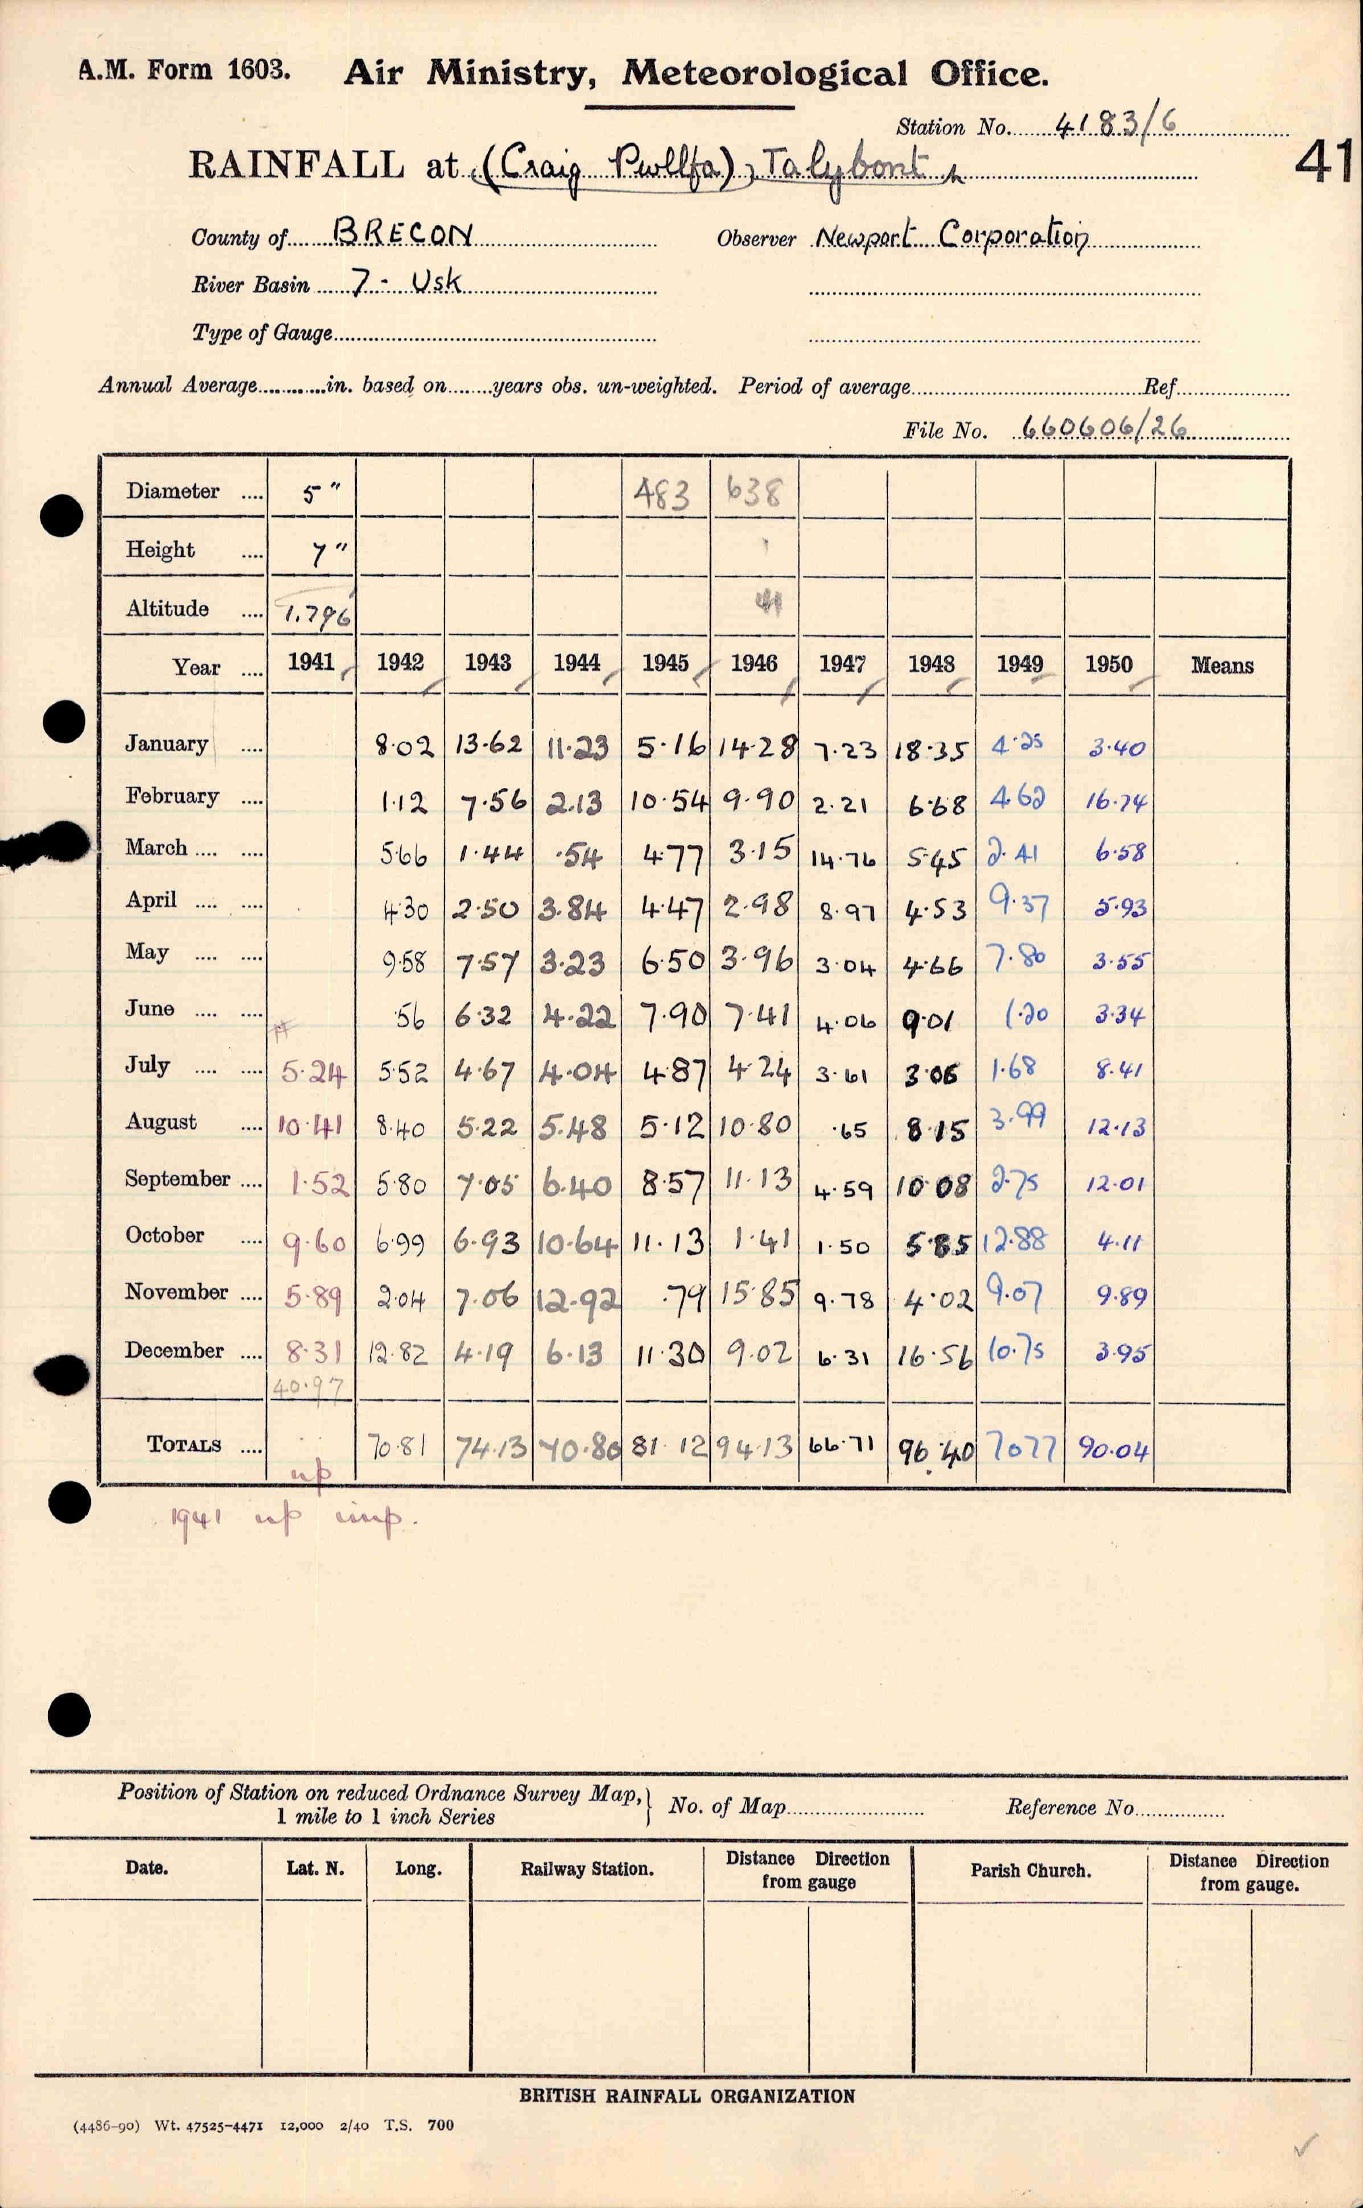 A.M. Form 1603. Air Ministry, Meteorological Office.
Station No. 4183/6
RAINFALL at (Craig Pwllfa), Talybont 41
County of BRECON Observer Newport Corporation
River Basin 7 - Usk
Type of Gauge
Annual Average in. based on years obs. un-weighted. Period of average Ref
File No. 660606/26
Diameter 5" 483 638
Height 7"
Altitude 1,796 41
Year 1941 1942 1943 1944 1945 1946 1947 1948 1949 1950 Means
January 8.02 13.62 11.23 5.16 14.28 7.23 18.35 4.25 3.40
February 1.12 7.56 2.13 10.54 9.90 2.21 6.68 4.62 16.74
March 5.66 1.44 .54 4.77 3.15 14.76 5.45 2.41 6.58
April 4.30 2.50 3.84 4.47 2.98 8.97 4.53 9.37 5.93
May 9.58 7.57 3.23 6.50 3.96 3.04 4.66 7.80 3.55
June .56 6.32 4.22 7.90 7.41 4.06 9.01 1.20 3.34
July 5.24 5.52 4.67 4.04 4.87 4.24 3.61 3.06 1.68 8.41
August 10.41 8.40 5.22 5.48 5.12 10.80 .65 8.15 3.99 12.13
September 1.52 5.80 7.05 6.40 8.57 11.13 4.59 10.08 2.75 12.01
October 9.60 6.99 6.93 10.64 11.13 1.41 1.50 5.85 12.88 4.11
November 5.89 2.04 7.06 12.92 .79 15.85 9.78 4.02 9.07 9.89
December 8.31 12.82 4.19 6.13 11.30 9.02 6.31 16.56 10.75 3.95
40.97
TOTALS 70.81 74.13 70.80 81.12 94.13 66.71 96.40 70.77 90.04
up
1941 up imp.
Position of Station on reduced Ordnance Survey Map, 1 mile to 1 inch Series No. of Map Reference No.
Date. Lat. N. Long. Railway Station. Distance from gauge Direction Parish Church. Distance from gauge. Direction
BRITISH RAINFALL ORGANIZATION
(4486-90) Wt. 47525-4471 12,000 2/40 T.S. 700